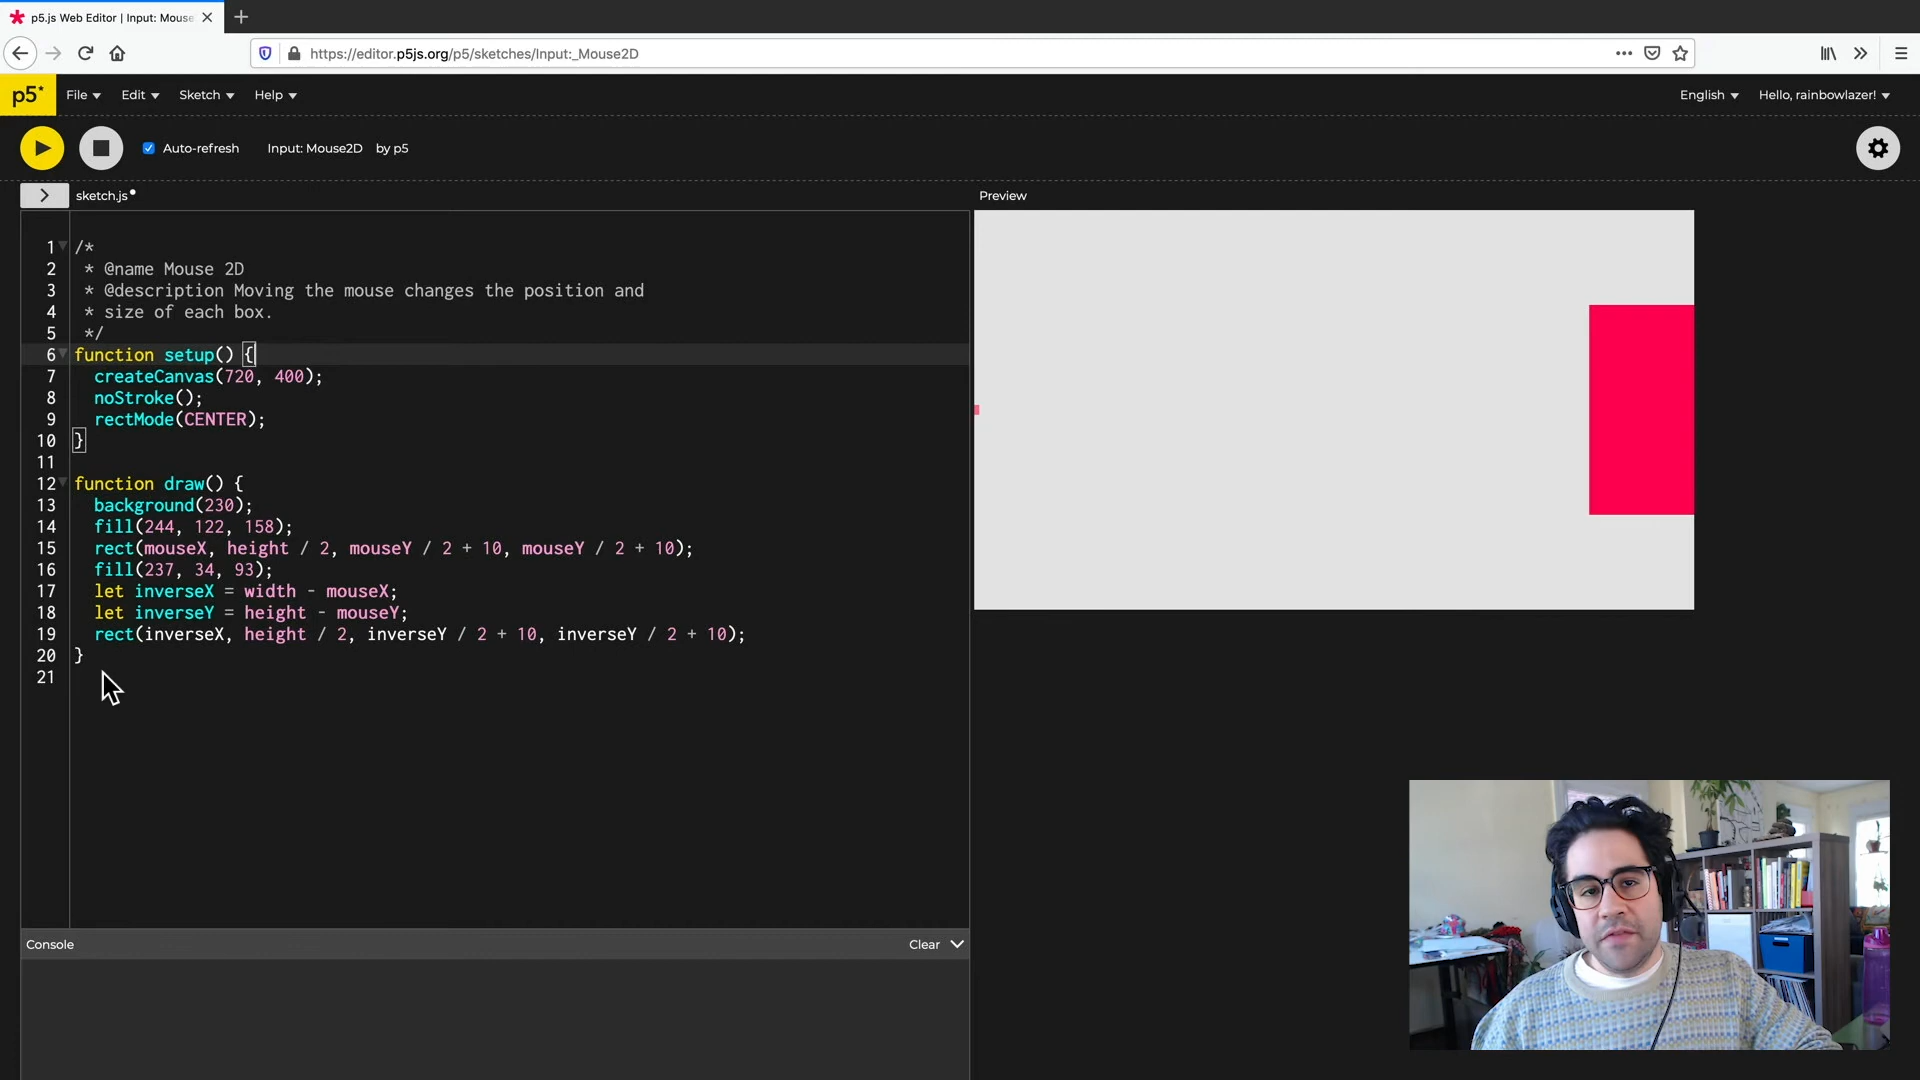 p5.js Web Editor | Input: Mouse
https://editor.p5js.org/p5/sketches/Input:_Mouse2D
p5* File Edit Sketch Help English Hello, rainbowlazer!
Auto-refresh Input: Mouse2D by p5
sketch.js
Preview
1 /*
2  * @name Mouse 2D
3  * @description Moving the mouse changes the position and
4  * size of each box.
5  */
6 function setup() {
7   createCanvas(720, 400);
8   noStroke();
9   rectMode(CENTER);
10 }
11
12 function draw() {
13   background(230);
14   fill(244, 122, 158);
15   rect(mouseX, height / 2, mouseY / 2 + 10, mouseY / 2 + 10);
16   fill(237, 34, 93);
17   let inverseX = width - mouseX;
18   let inverseY = height - mouseY;
19   rect(inverseX, height / 2, inverseY / 2 + 10, inverseY / 2 + 10);
20 }
21
Console Clear